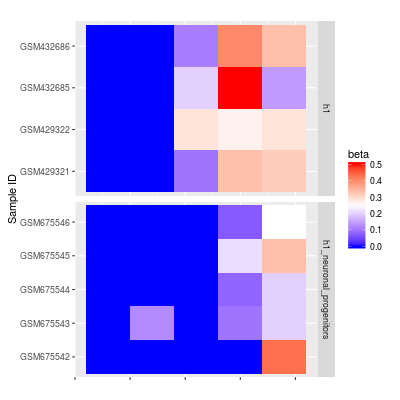 GSM432686
GSM432685
GSM429322
GSM429321
h1
GSM675546
GSM675545
GSM675544
GSM675543
GSM675542
h1_neuronal_progenitors
Sample ID
beta
0.5
0.4
0.3
0.2
0.1
0.0